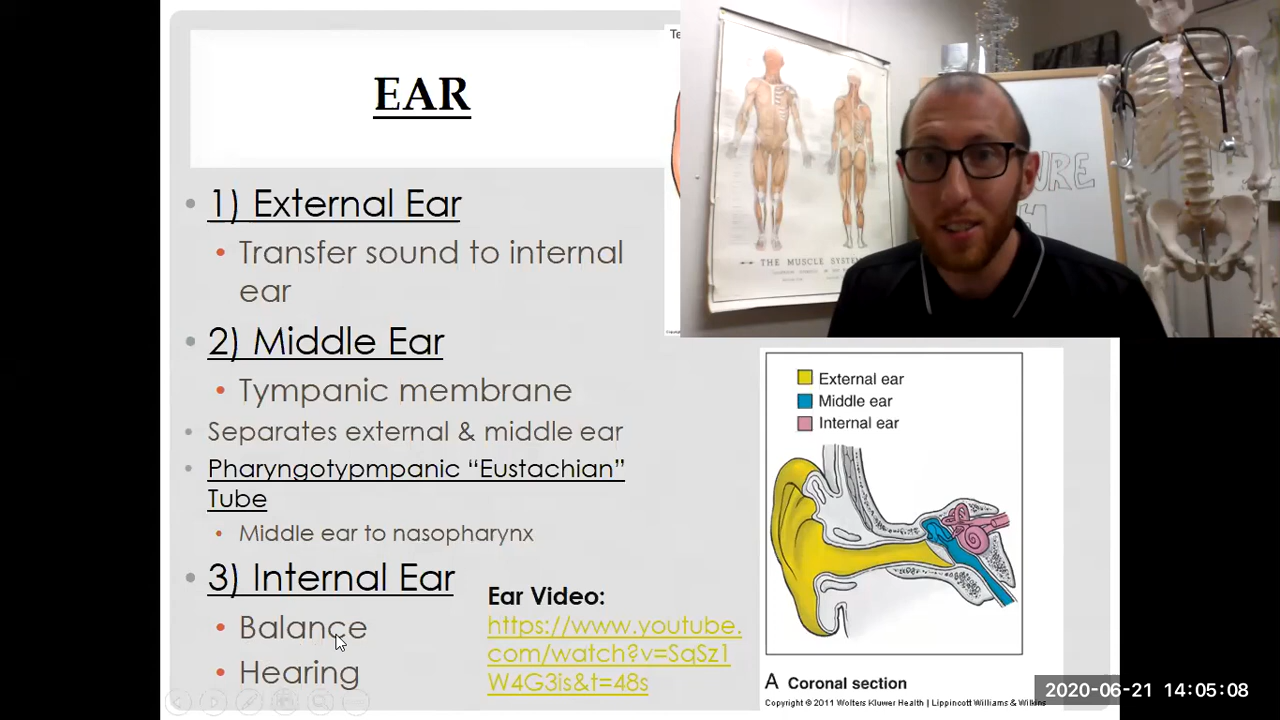 EAR
1) External Ear
Transfer sound to internal
ear
2) Middle Ear
Tympanic membrane
Separates external & middle ear
Pharyngotypmpanic “Eustachian”
Tube
Middle ear to nasopharynx
3) Internal Ear
Balance
Hearing
Ear Video:
https://www.youtube.
com/watch?v=SqSz1
W4G3is&t=48s
Te
THE MUSCLE SYSTE
URE
External ear
Middle ear
Internal ear
A Coronal section
Copyright © 2011 Wolters Kluwer Health | Lippincott Williams & Wilkins
2020-06-21 14:05:08